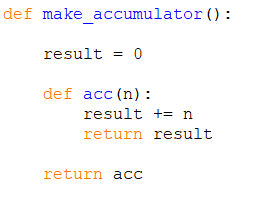 def make_accumulator():
    result = 0
    def acc(n):
        result += n
        return result
    return acc